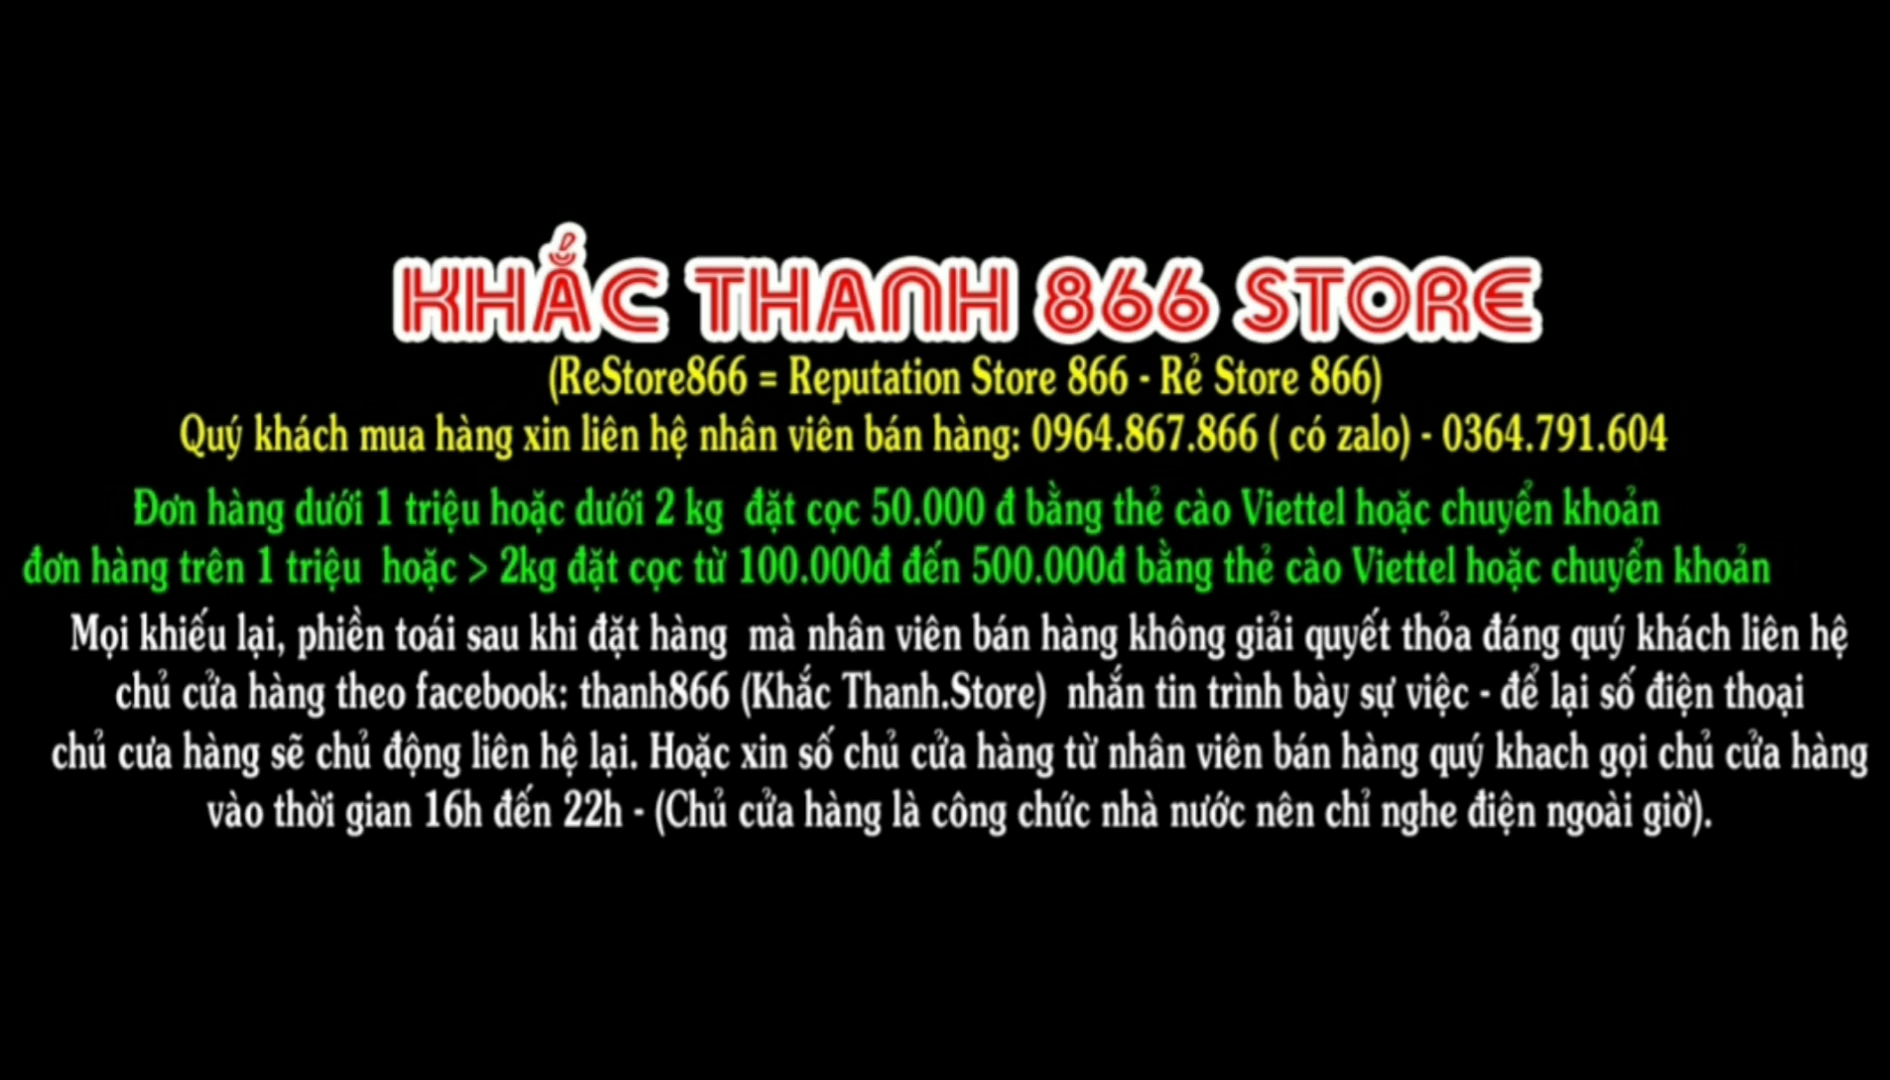 KHẮC THANH 866 STORE
(ReStore866 = Reputation Store 866 - Rẻ Store 866)
Quý khách mua hàng xin liên hệ nhân viên bán hàng: 0964.867.866 ( có zalo) - 0364.791.604
Đơn hàng dưới 1 triệu hoặc dưới 2 kg  đặt cọc 50.000 đ bằng thẻ cào Viettel hoặc chuyển khoản
đơn hàng trên 1 triệu  hoặc > 2kg đặt cọc từ 100.000đ đến 500.000đ bằng thẻ cào Viettel hoặc chuyển khoản
Mọi khiếu lại, phiền toái sau khi đặt hàng  mà nhân viên bán hàng không giải quyết thỏa đáng quý khách liên hệ
chủ cửa hàng theo facebook: thanh866 (Khắc Thanh.Store)  nhắn tin trình bày sự việc - để lại số điện thoại
chủ cưa hàng sẽ chủ động liên hệ lại. Hoặc xin số chủ cửa hàng từ nhân viên bán hàng quý khach gọi chủ cửa hàng
vào thời gian 16h đến 22h - (Chủ cửa hàng là công chức nhà nước nên chỉ nghe điện ngoài giờ).